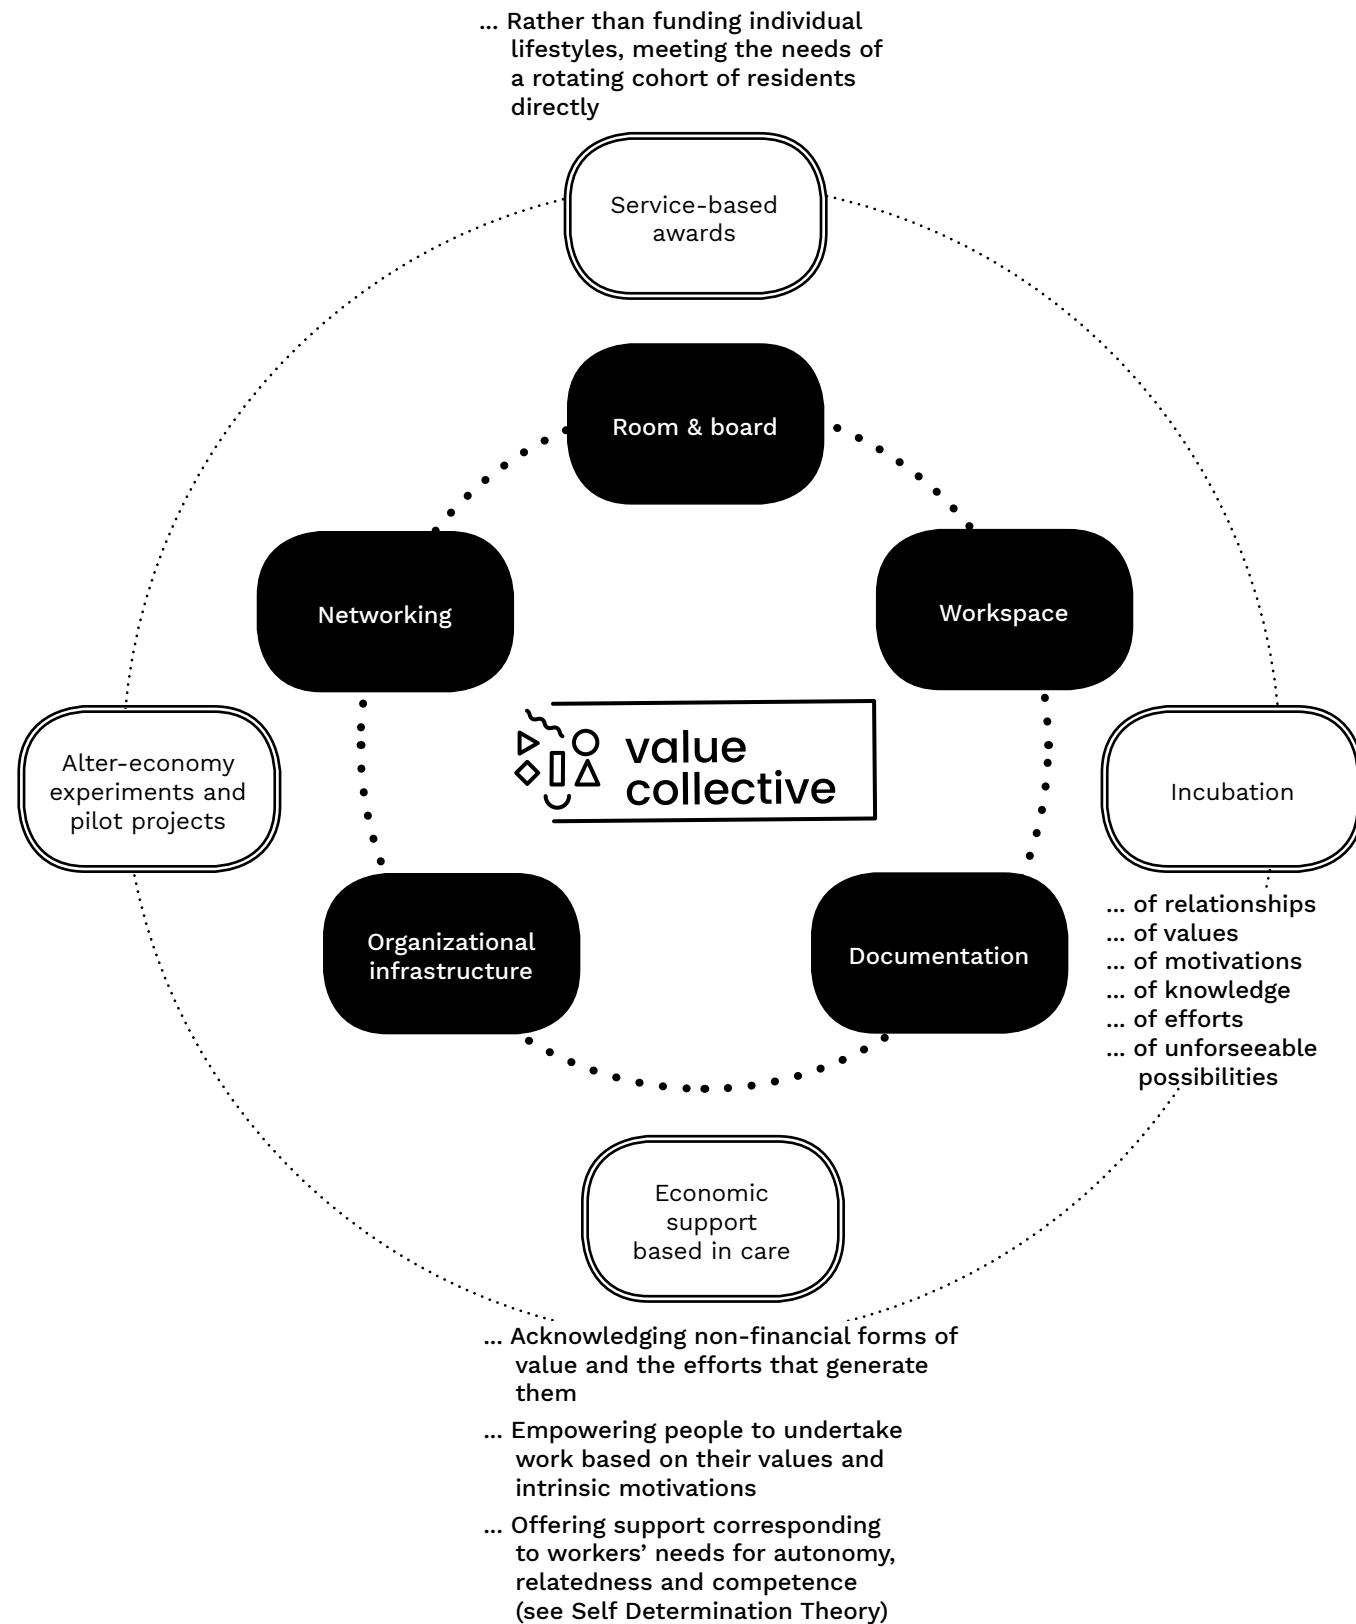 ... Rather than funding individual
lifestyles, meeting the needs of
a rotating cohort of residents
directly
Service-based
awards
Room & board
Networking
Workspace
value
collective
Alter-economy
experiments and
pilot projects
Incubation
... of relationships
... of values
... of motivations
... of knowledge
... of efforts
... of unforseeable
possibilities
Organizational
infrastructure
Documentation
Economic
support
based in care
... Acknowledging non-financial forms of
value and the efforts that generate
them
... Empowering people to undertake
work based on their values and
intrinsic motivations
... Offering support corresponding
to workers’ needs for autonomy,
relatedness and competence
(see Self Determination Theory)